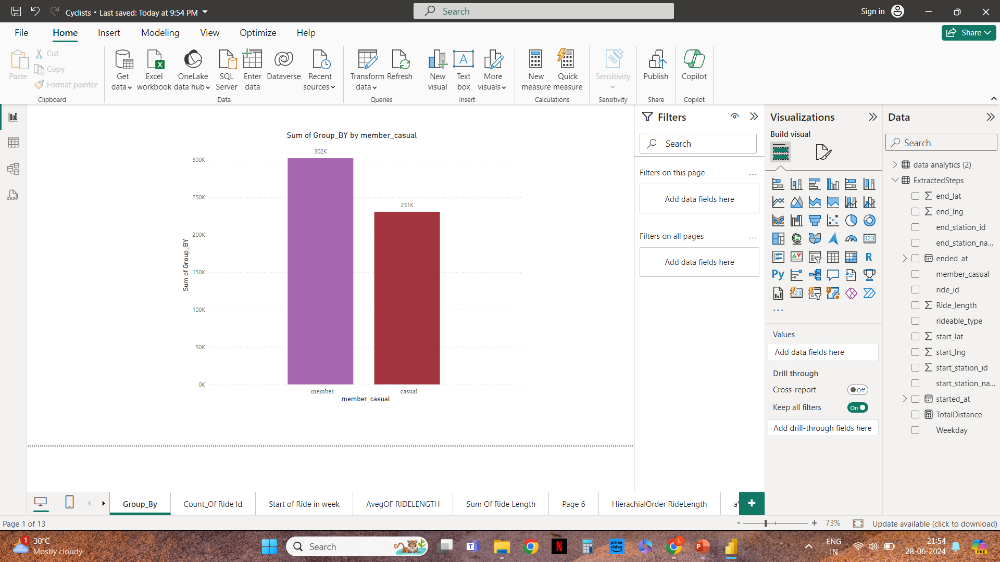 Cyclists • Last saved: Today at 9:54 PM
Search
Sign in
File
Home
Insert
Modeling
View
Optimize
Help
Share
Paste
Cut
Copy
Format painter
Clipboard
Get data
Excel workbook
OneLake data hub
SQL Server
Enter data
Dataverse
Recent sources
Data
Transform data
Refresh
Queries
New visual
Text box
More visuals
Insert
New measure
Quick measure
Calculations
Sensitivity
Sensitivity
Publish
Share
Copilot
Copilot
Sum of Group_BY by member_casual
302K
231K
300K
250K
200K
150K
100K
50K
0K
Sum of Group_BY
member
casual
member_casual
Filters
Search
Filters on this page
...
Add data fields here
Filters on all pages
...
Add data fields here
Visualizations
Build visual
123
R
Py
123
...
Values
Add data fields here
Drill through
Cross-report
Off
Keep all filters
On
Add drill-through fields here
Data
Search
data analytics (2)
ExtractedSteps
end_lat
end_lng
end_station_id
end_station_na...
ended_at
member_casual
ride_id
Ride_length
rideable_type
start_lat
start_lng
start_station_id
start_station_na...
started_at
TotalDistance
Weekday
DAX
Group_By
Count_Of Ride Id
Start of Ride in week
AvegOF RIDELENGTH
Sum Of Ride Length
Page 6
HierachialOrder RideLength
Page 1 of 13
- + 73%
Update available (click to download)
1
30°C
Mostly cloudy
Search
N
prime video
L
P
ENG
IN
21:54
28-06-2024
PRE